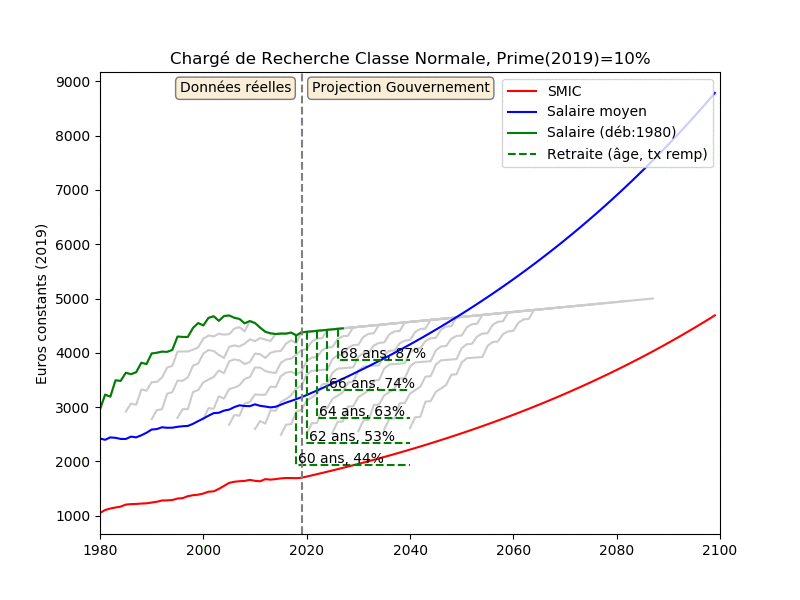 Chargé de Recherche Classe Normale, Prime(2019)=10%
Données réelles
Projection Gouvernement
SMIC
Salaire moyen
Salaire (déb:1980)
Retraite (âge, tx remp)
Euros constants (2019)
9000
8000
7000
6000
5000
4000
3000
2000
1000
68 ans, 87%
66 ans, 74%
64 ans, 63%
62 ans, 53%
60 ans, 44%
1980
2000
2020
2040
2060
2080
2100